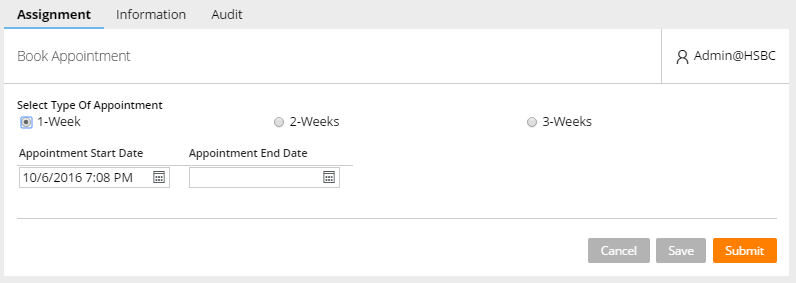 Assignment Information Audit
Book Appointment
Admin@HSBC
Select Type Of Appointment
1-Week 2-Weeks 3-Weeks
Appointment Start Date Appointment End Date
10/6/2016 7:08 PM
Cancel Save Submit